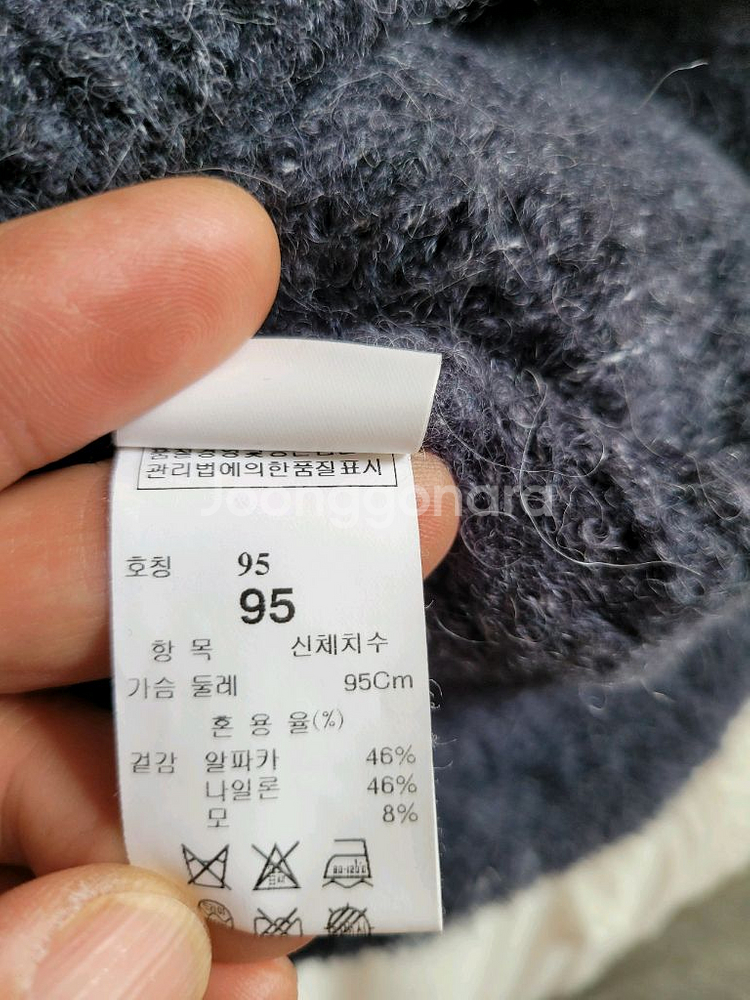 관리법에의한품질표시
Joonggonara
호칭 95
95
항 목 신체치수
가슴 둘레 95Cm
혼 용 율(%)
겉감 알파카 46%
나일론 46%
모 8%